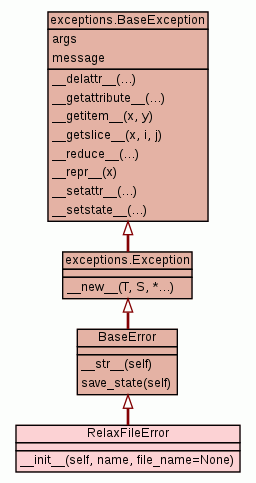 exceptions.BaseException
args
message
__delattr__(...)
__getattribute__(...)
__getitem__(x, y)
__getslice__(x, i, j)
__reduce__(...)
__repr__(x)
__setattr__(...)
__setstate__(...)
exceptions.Exception
__new__(T, S, *...)
BaseError
__str__(self)
save_state(self)
RelaxFileError
__init__(self, name, file_name=None)